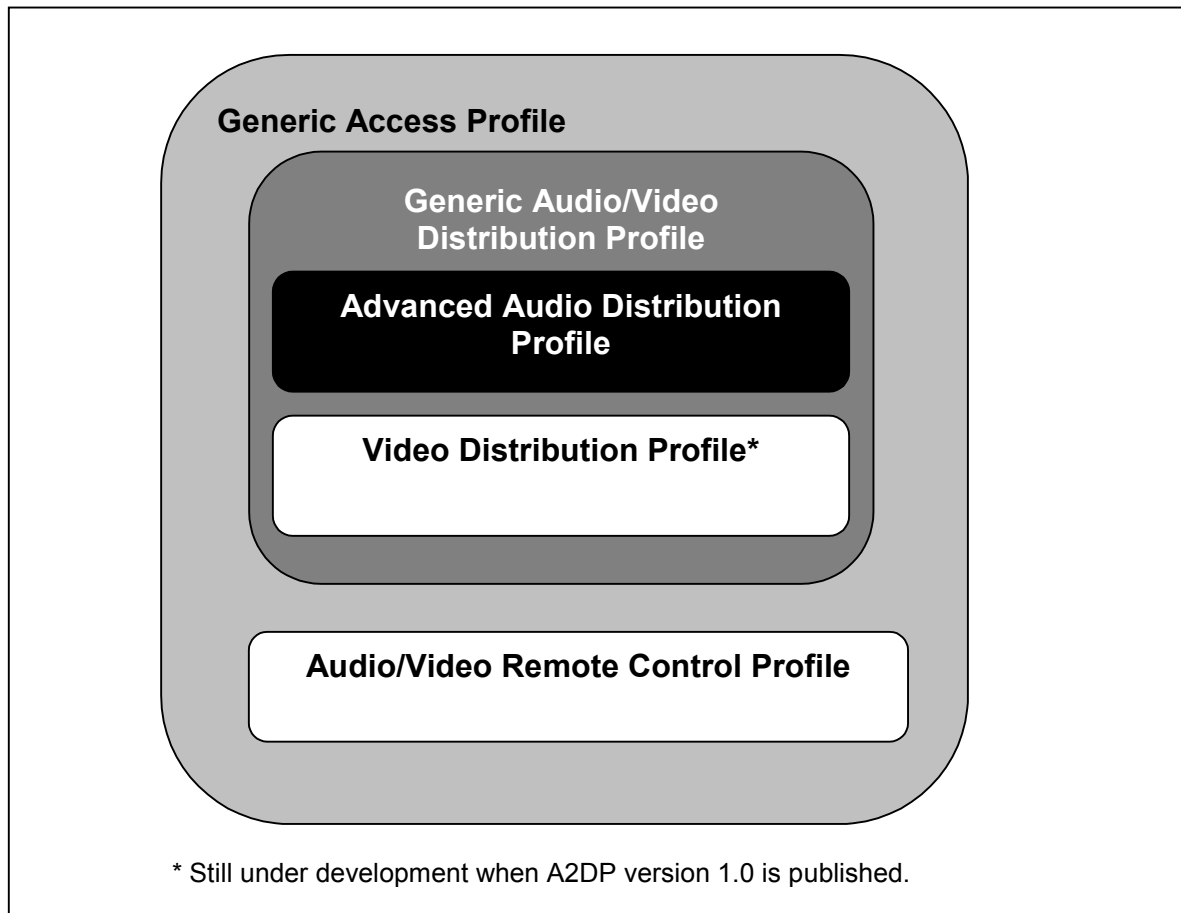 Generic Access Profile
Generic Audio/Video
Distribution Profile
Advanced Audio Distribution
Profile
Video Distribution Profile*
Audio/Video Remote Control Profile
* Still under development when A2DP version 1.0 is published.